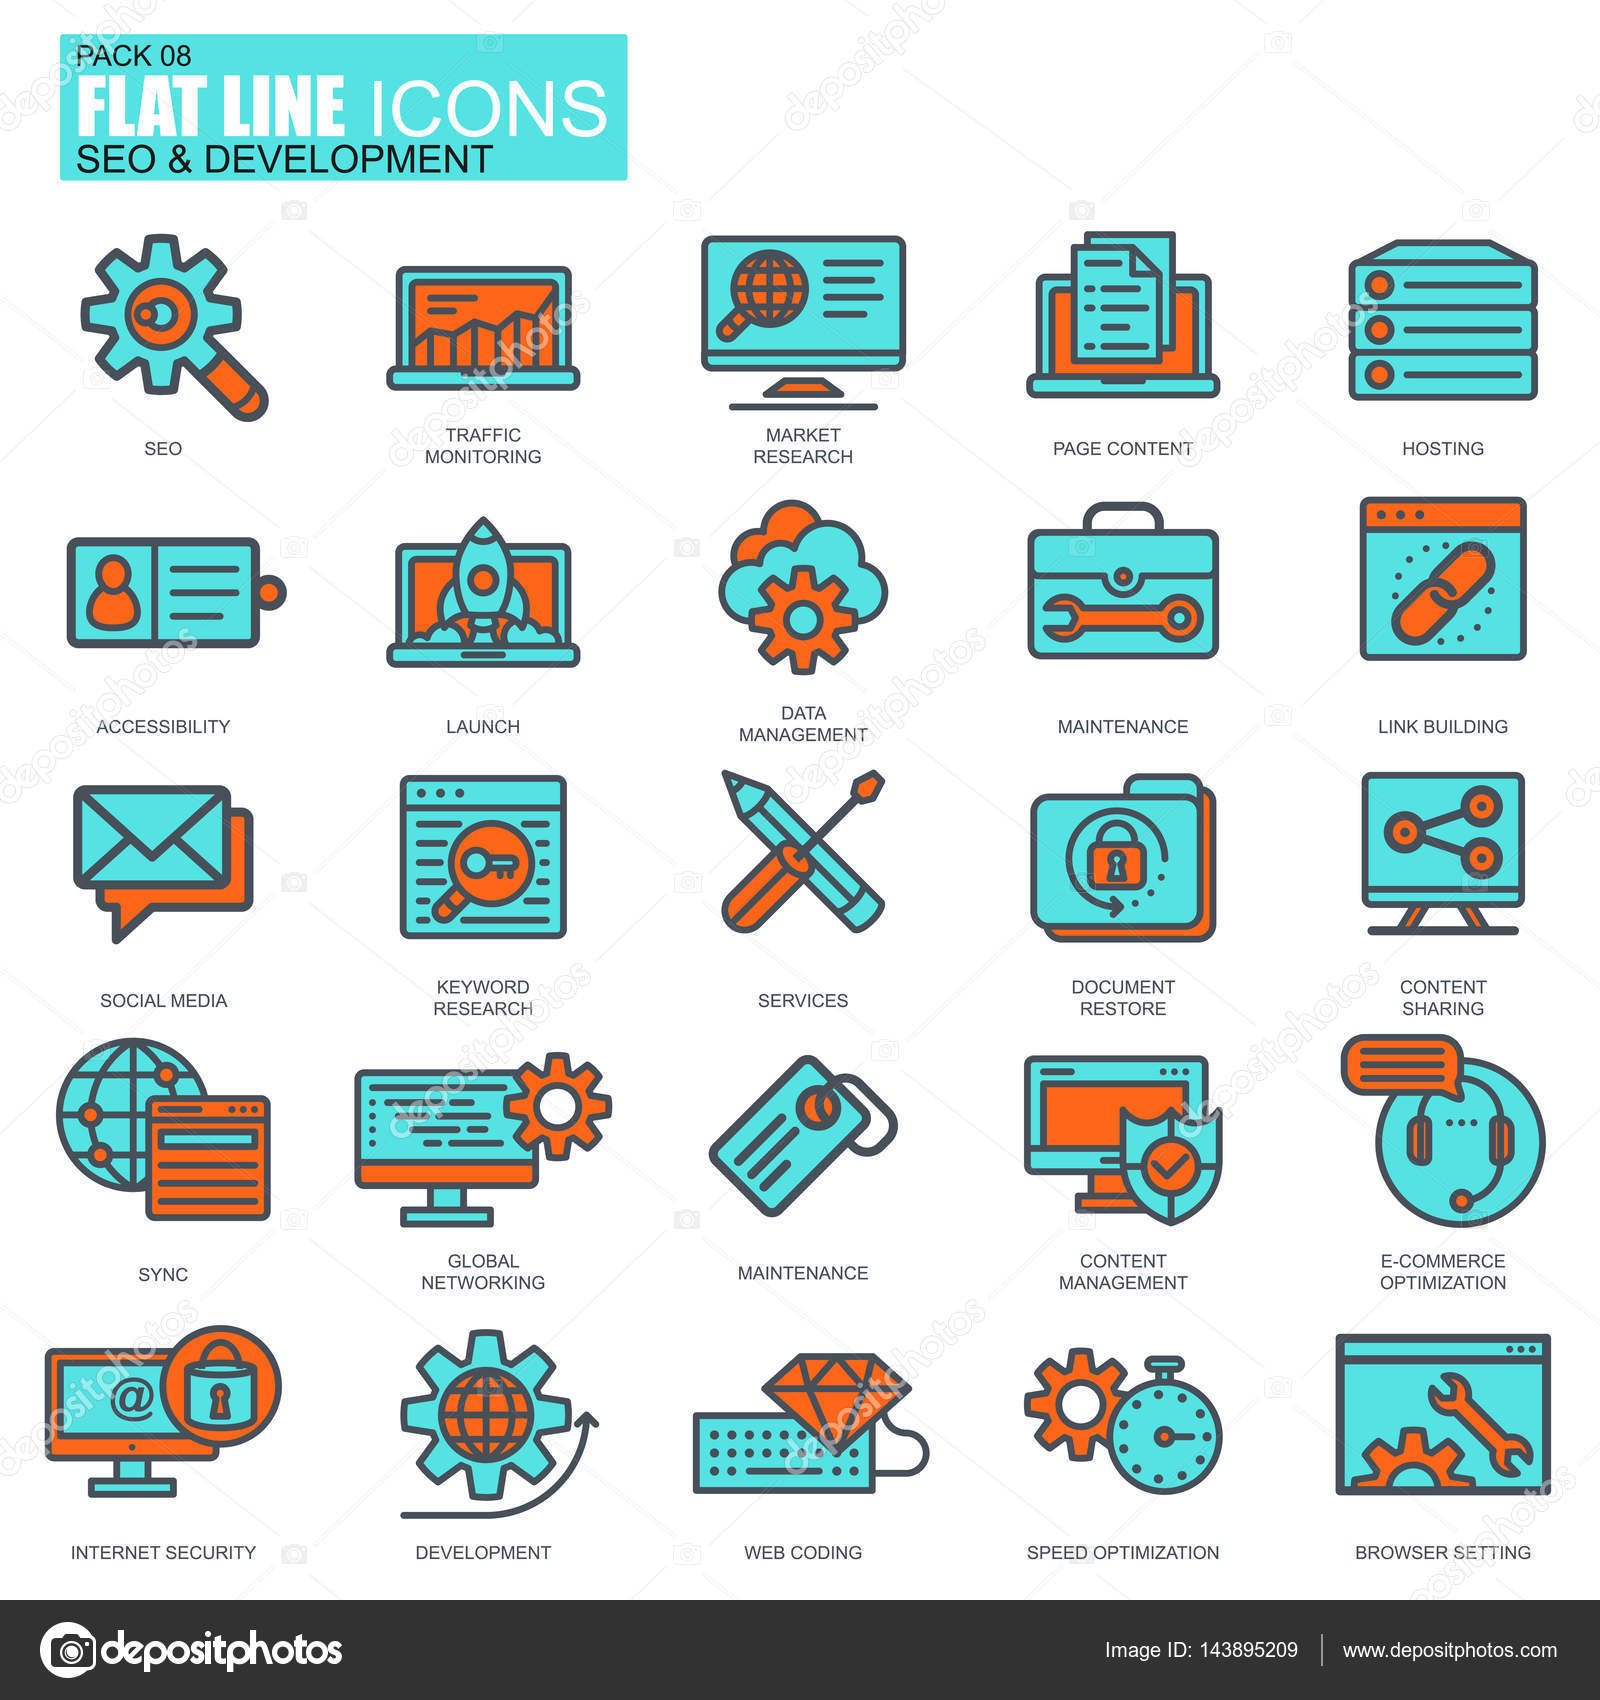 PACK 08
FLAT LINE ICONS
SEO & DEVELOPMENT
SEO
TRAFFIC
MONITORING
MARKET
RESEARCH
PAGE CONTENT
HOSTING
ACCESSIBILITY
LAUNCH
DATA
MANAGEMENT
MAINTENANCE
LINK BUILDING
SOCIAL MEDIA
KEYWORD
RESEARCH
SERVICES
DOCUMENT
RESTORE
CONTENT
SHARING
SYNC
GLOBAL
NETWORKING
MAINTENANCE
CONTENT
MANAGEMENT
E-COMMERCE
OPTIMIZATION
@
INTERNET SECURITY
DEVELOPMENT
WEB CODING
SPEED OPTIMIZATION
BROWSER SETTING
depositphotos
Image ID: 143895209
www.depositphotos.com